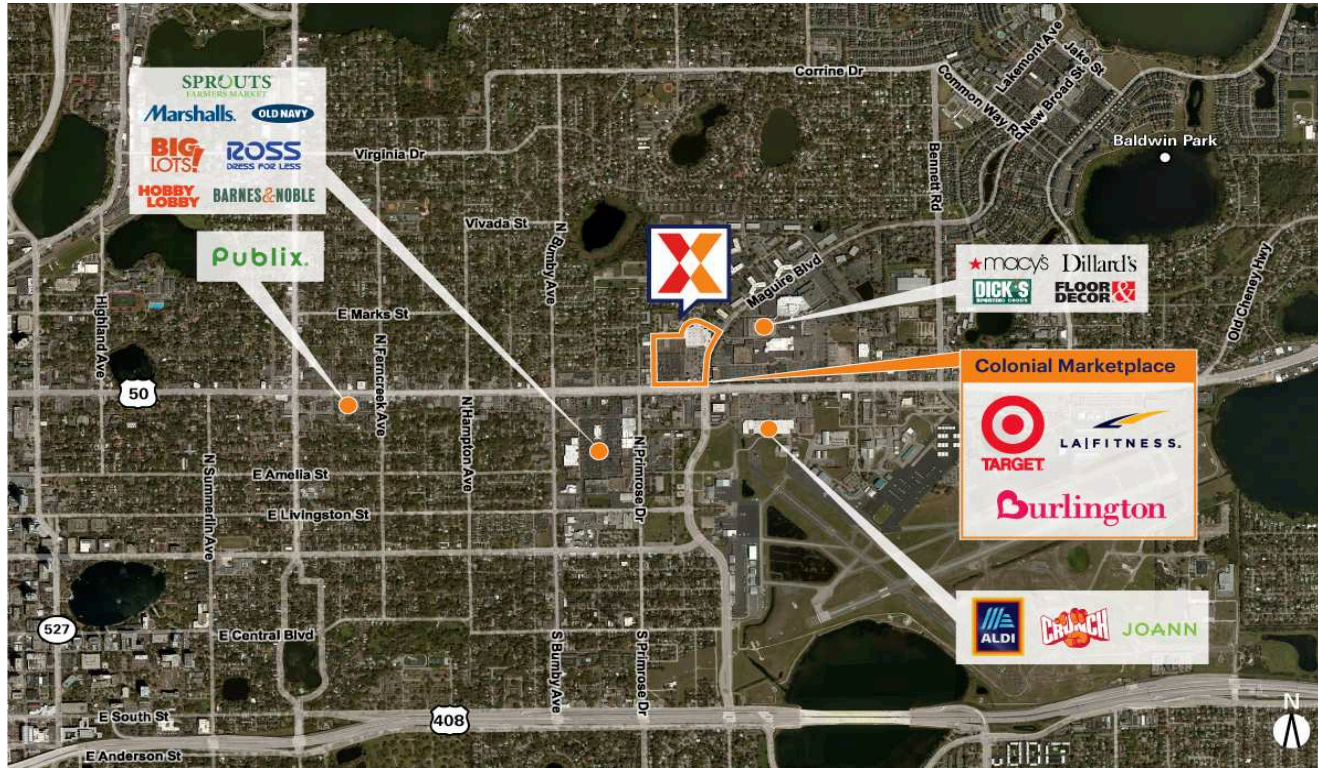 Corrine Dr
Lakemont Ave
Jake St
Common Way Rd
New Broad St
SPROUTS
FARMERS MARKET
Marshalls.
OLD NAVY
BIG
LOTS!
ROSS
DRESS FOR LESS
HOBBY
LOBBY
BARNES&NOBLE
Virginia Dr
Baldwin Park
Bennett Rd
Vivada St
N Bumby Ave
Publix.
Maguire Blvd
macy's
Dillard's
DICK'S
SPORTING GOODS
FLOOR
DECOR &
Old Cheney Hwy
Highland Ave
E Marks St
N Ferncreek Ave
50
Colonial Marketplace
TARGET
LA|FITNESS.
Burlington
N Hampton Ave
N Primrose Dr
N Summerlin Ave
E Amelia St
E Livingston St
527
E Central Blvd
S Bumby Ave
S Primrose Dr
ALDI
CRUNCH
JOANN
E South St
408
E Anderson St
N